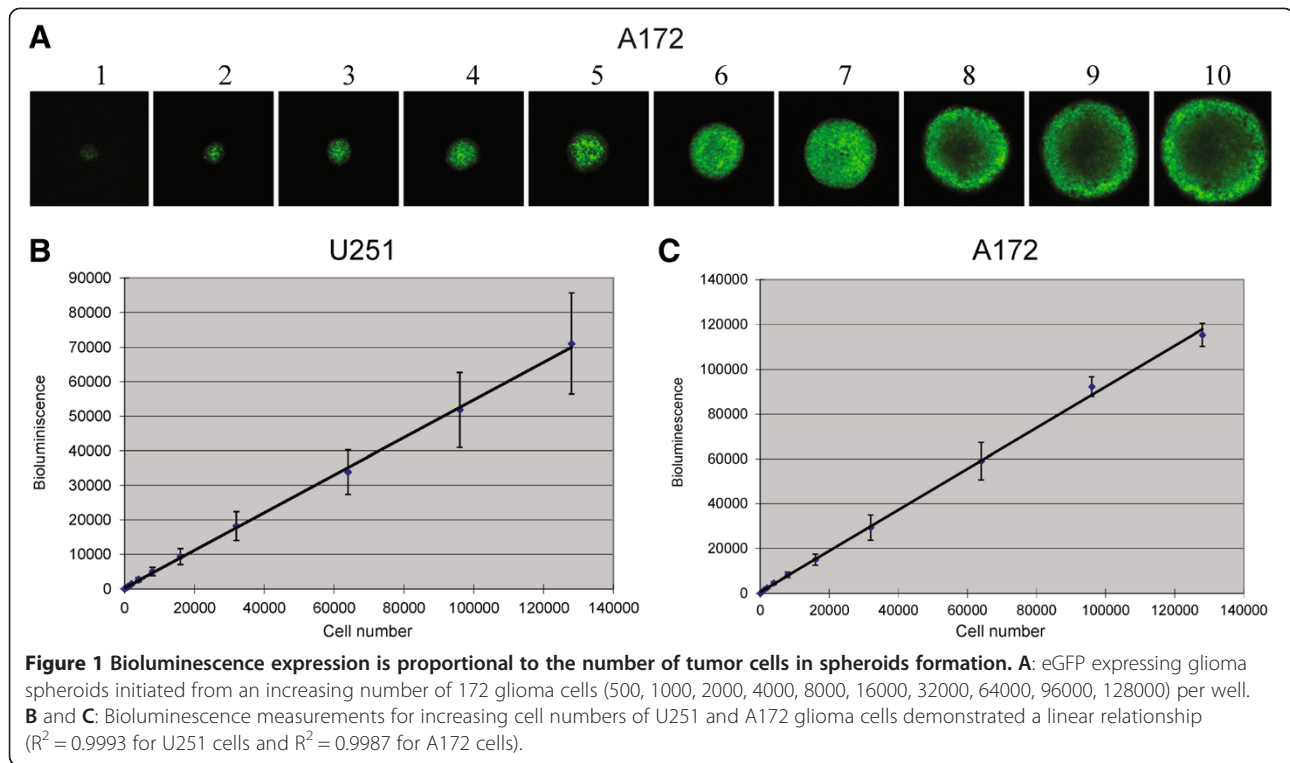 A
A172
1 2 3 4 5 6 7 8 9 10
B
U251
90000
80000
70000
60000
50000
40000
30000
20000
10000
0
Bioluminiscence
0 20000 40000 60000 80000 100000 120000 140000
Cell number
C
A172
140000
120000
100000
80000
60000
40000
20000
0
Bioluminescence
0 20000 40000 60000 80000 100000 120000 140000
Cell number
Figure 1 Bioluminescence expression is proportional to the number of tumor cells in spheroids formation. A: eGFP expressing glioma
spheroids initiated from an increasing number of 172 glioma cells (500, 1000, 2000, 4000, 8000, 16000, 32000, 64000, 96000, 128000) per well.
B and C: Bioluminescence measurements for increasing cell numbers of U251 and A172 glioma cells demonstrated a linear relationship
(R² = 0.9993 for U251 cells and R² = 0.9987 for A172 cells).